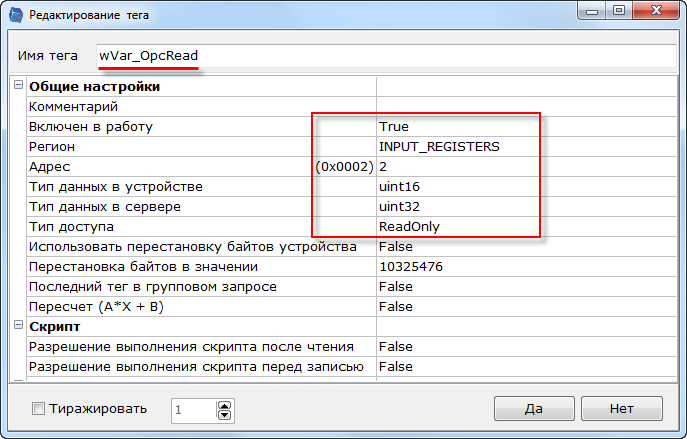 Редактирование тега
Имя тега wVar_OpcRead
Общие настройки
Комментарий
Включен в работу True
Регион INPUT_REGISTERS
Адрес (0x0002) 2
Тип данных в устройстве uint16
Тип данных в сервере uint32
Тип доступа ReadOnly
Использовать перестановку байтов устройства False
Перестановка байтов в значении 10325476
Последний тег в групповом запросе False
Пересчет (A*X + B) False
Скрипт
Разрешение выполнения скрипта после чтения False
Разрешение выполнения скрипта перед записью False
Тиражировать 1 Да Нет